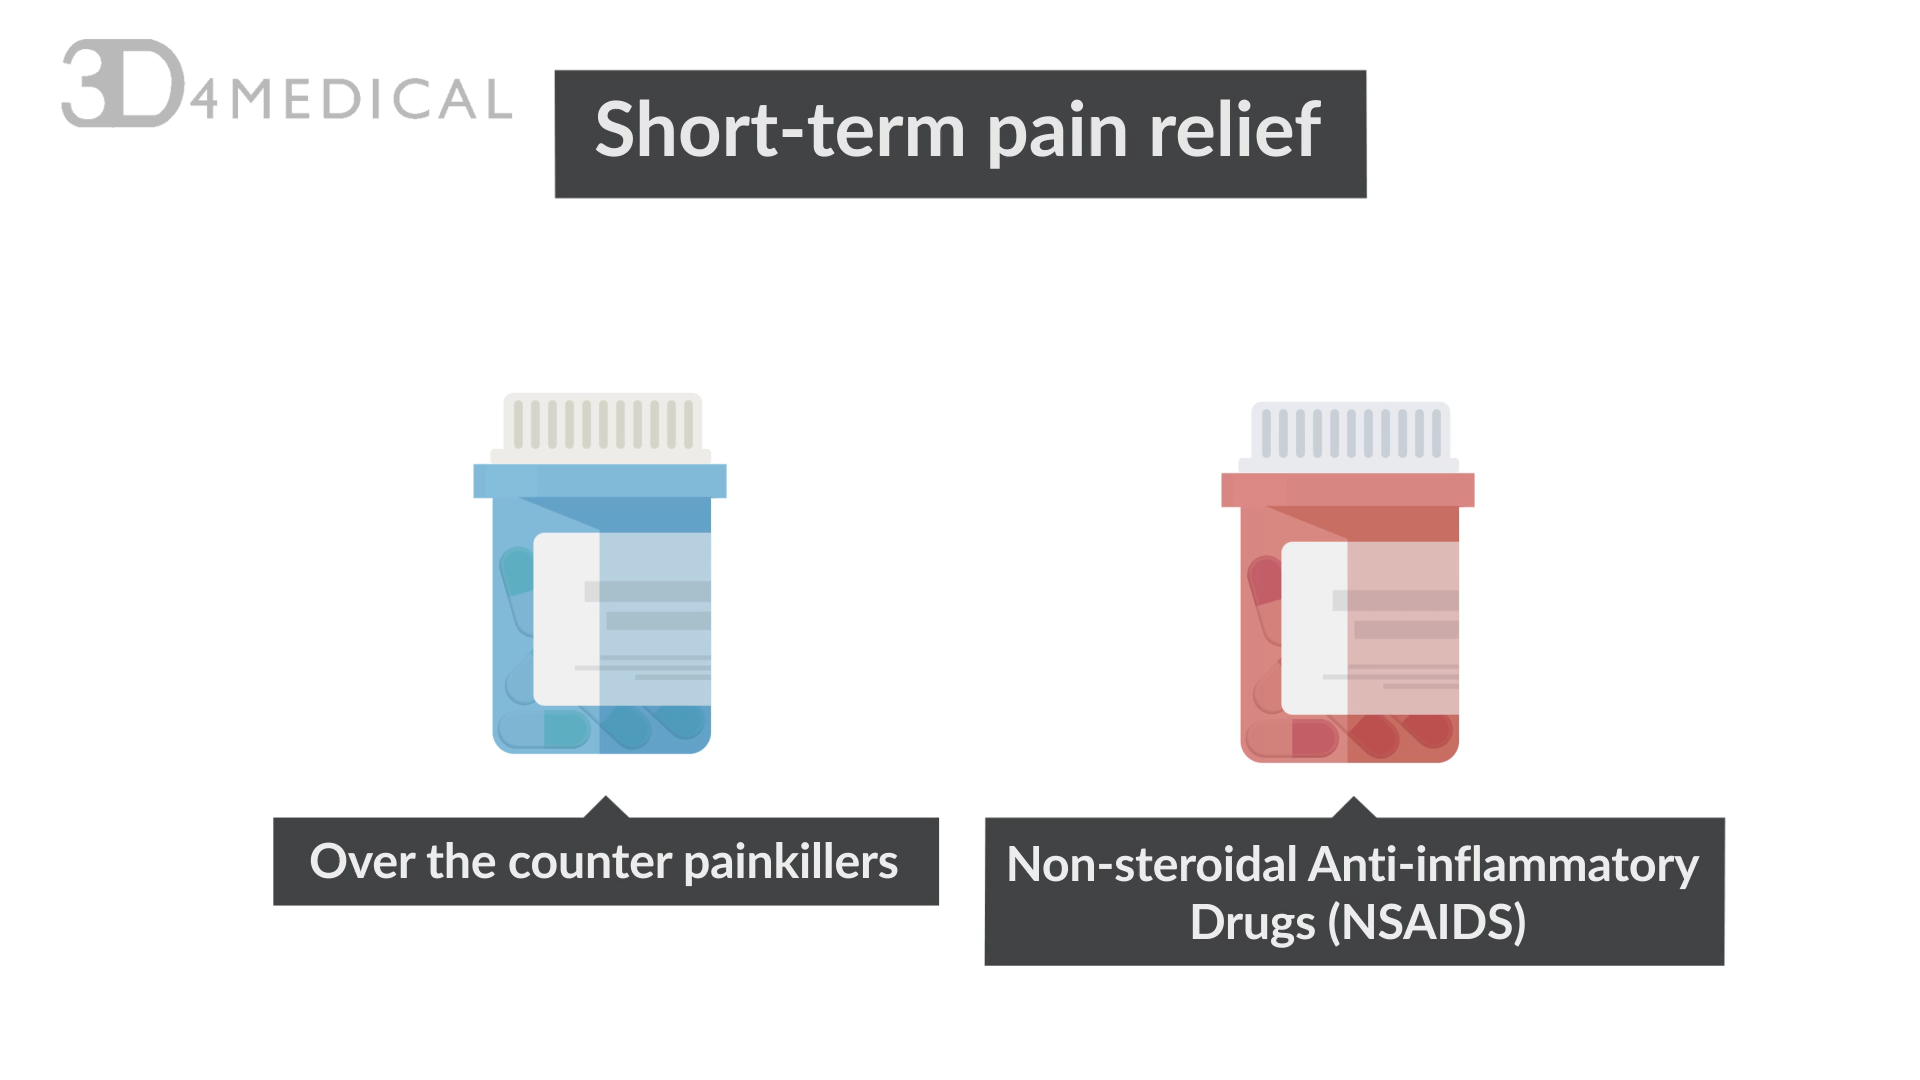 3D4MEDICAL
Short-term pain relief
Over the counter painkillers
Non-steroidal Anti-inflammatory
Drugs (NSAIDS)